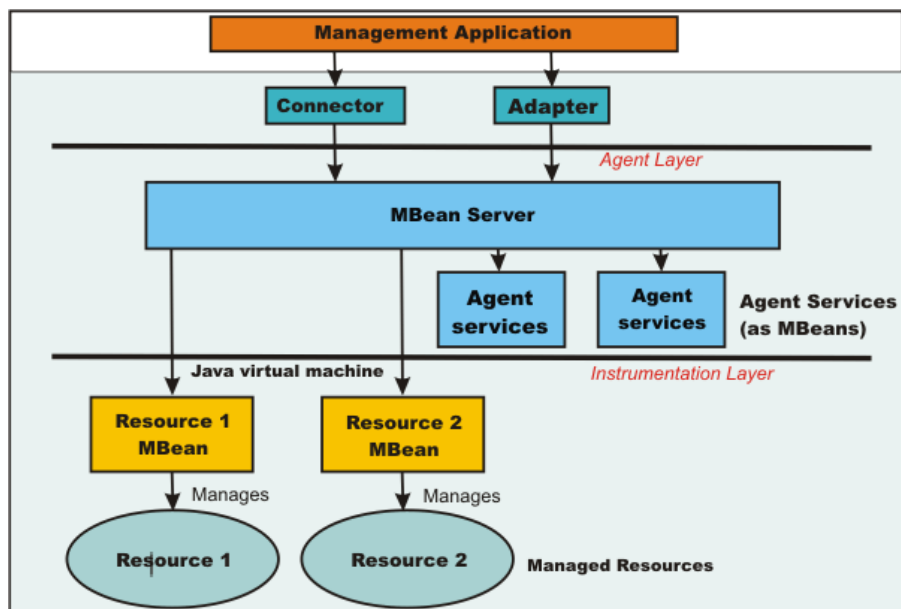 Management Application
Connector
Adapter
Agent Layer
MBean Server
Agent
services
Agent
services
Agent Services
(as MBeans)
Java virtual machine
Instrumentation Layer
Resource 1
MBean
Resource 2
MBean
Manages
Manages
Resource 1
Resource 2
Managed Resources